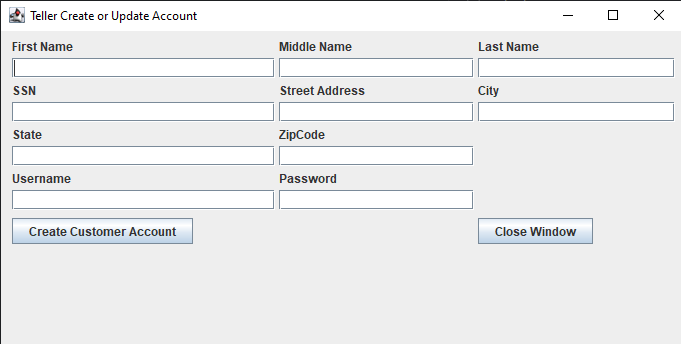 Teller Create or Update Account
First Name Middle Name Last Name
SSN Street Address City
State ZipCode
Username Password
Create Customer Account Close Window